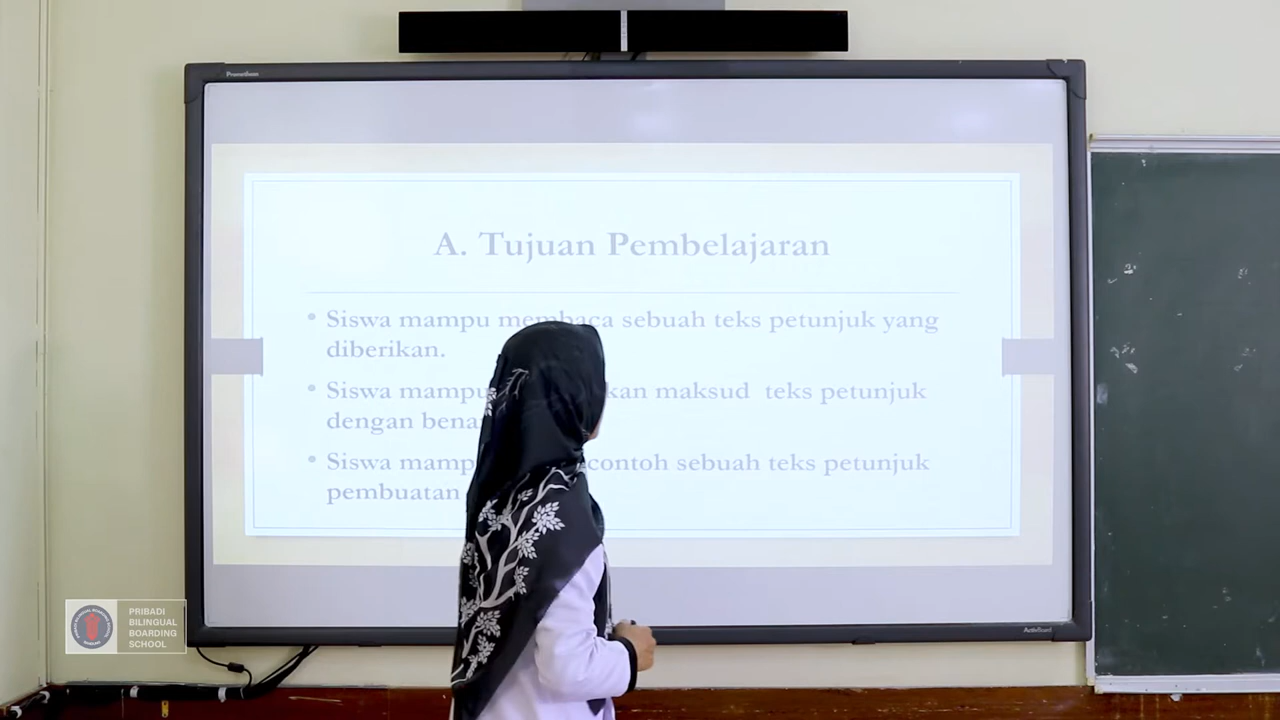 Promethean
A. Tujuan Pembelajaran
• Siswa mampu membaca sebuah teks petunjuk yang
diberikan.
• Siswa mampu kan maksud teks petunjuk
dengan bena
• Siswa mamp contoh sebuah teks petunjuk
pembuatan
ActivBoard
PRIBADI
BILINGUAL
BOARDING
SCHOOL